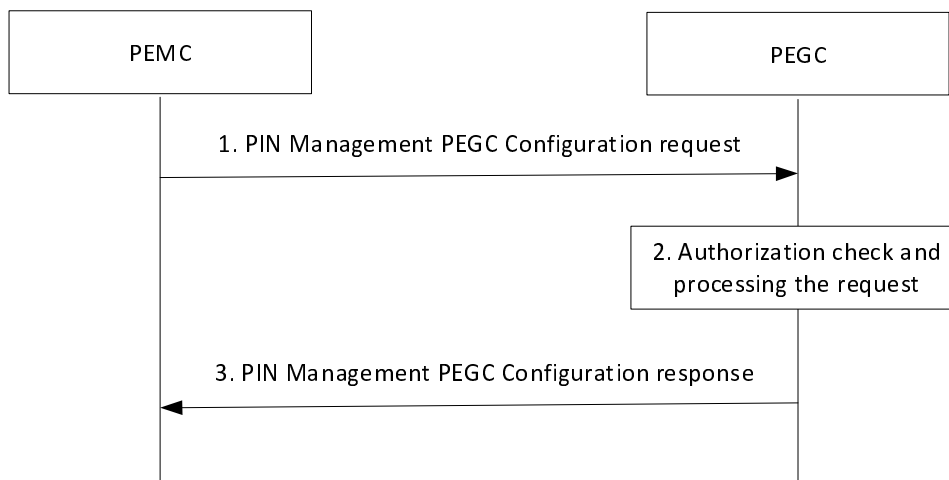 PEMC
PEGC
1. PIN Management PEGC Configuration request
2. Authorization check and
processing the request
3. PIN Management PEGC Configuration response